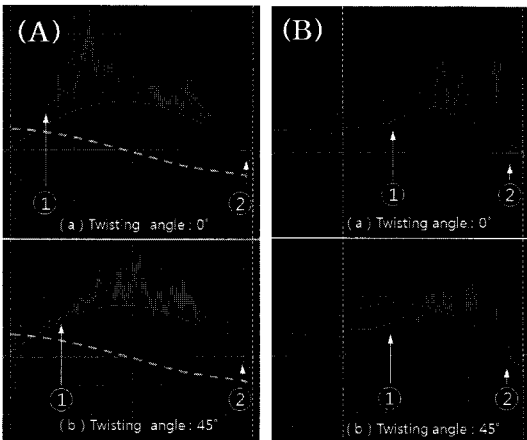 (A)
①
②
(a) Twisting angle : 0°
①
②
(b) Twisting angle : 45°
(B)
①
②
(a) Twisting angle : 0°
①
②
(b) Twisting angle : 45°